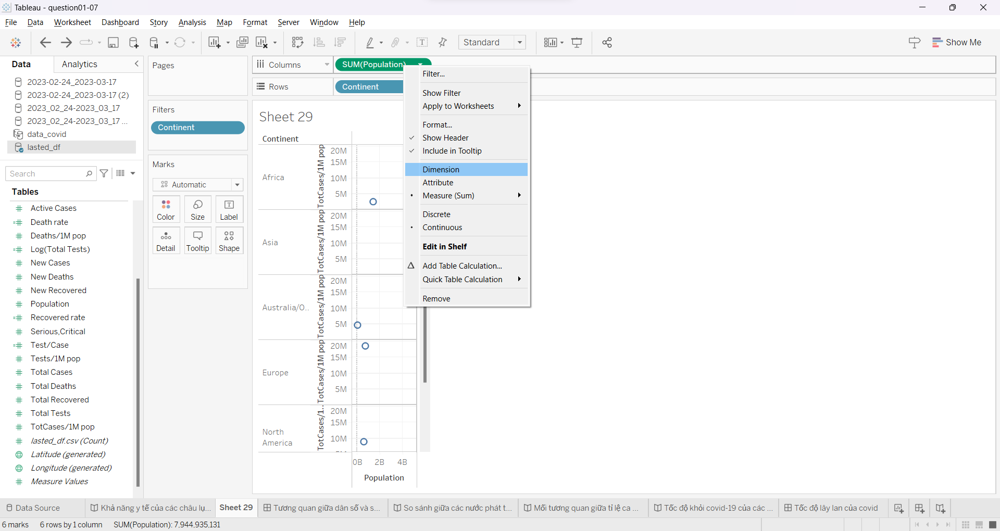 Tableau - question01-07
File Data Worksheet Dashboard Story Analysis Map Format Server Window Help
Standard
Show Me
Data Analytics
2023-02-24_2023-03-17
2023-02-24_2023-03-17 (2)
2023_02_24-2023_03_17
2023_02_24-2023_03_17 ...
data_covid
lasted_df
Search
Tables
Active Cases
Death rate
Deaths/1M pop
Log(Total Tests)
New Cases
New Deaths
New Recovered
Population
Recovered rate
Serious,Critical
Test/Case
Tests/1M pop
Total Cases
Total Deaths
Total Recovered
Total Tests
TotCases/1M pop
lasted_df.csv (Count)
Latitude (generated)
Longitude (generated)
Measure Values
Pages
Filters
Continent
Marks
Automatic
Color Size Label
Detail Tooltip Shape
Columns SUM(Population)
Rows Continent
Sheet 29
Continent
Africa
TotCases/1M pop
20M
15M
10M
5M
Asia
TotCases/1M pop
20M
15M
10M
5M
Australia/O..
TotCases/1M pop
20M
15M
10M
5M
Europe
TotCases/1M pop
20M
15M
10M
5M
North
America
TotCases/1..
20M
15M
10M
0B 2B 4B
Population
Filter...
Show Filter
Apply to Worksheets
Format...
Show Header
Include in Tooltip
Dimension
Attribute
Measure (Sum)
Discrete
Continuous
Edit in Shelf
Add Table Calculation...
Quick Table Calculation
Remove
Data Source Khả năng y tế của các châu lụ... Sheet 29 Tương quan giữa dân số và s... So sánh giữa các nước phát t... Mối tương quan giữa tỉ lệ ca ... Tốc độ khỏi covid-19 của các ... Tốc độ lây lan của covid
6 marks 6 rows by 1 column SUM(Population): 7,944,935,131